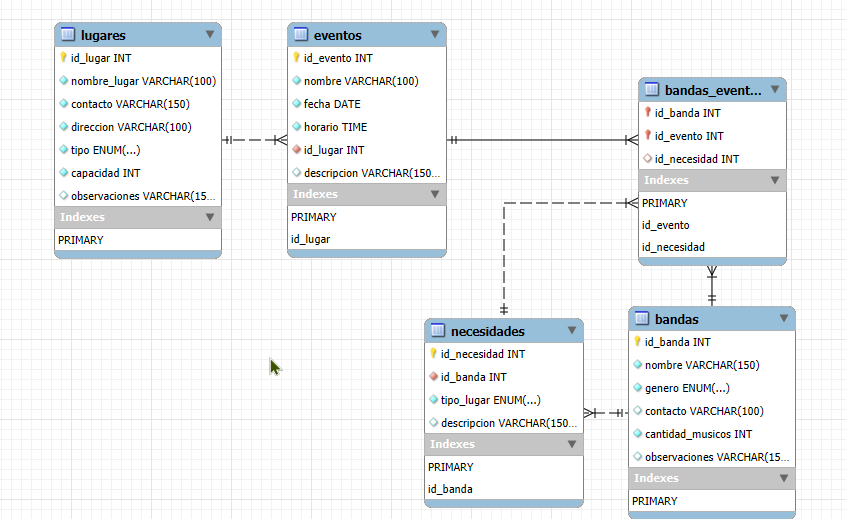 lugares
id_lugar INT
nombre_lugar VARCHAR(100)
contacto VARCHAR(150)
direccion VARCHAR(100)
tipo ENUM(...)
capacidad INT
observaciones VARCHAR(15...
Indexes
PRIMARY
eventos
id_evento INT
nombre VARCHAR(100)
fecha DATE
horario TIME
id_lugar INT
descripcion VARCHAR(150...
Indexes
PRIMARY
id_lugar
bandas_event...
id_banda INT
id_evento INT
id_necesidad INT
Indexes
PRIMARY
id_evento
id_necesidad
necesidades
id_necesidad INT
id_banda INT
tipo_lugar ENUM(...)
descripcion VARCHAR(150...
Indexes
PRIMARY
id_banda
bandas
id_banda INT
nombre VARCHAR(150)
genero ENUM(...)
contacto VARCHAR(100)
cantidad_musicos INT
observaciones VARCHAR(15...
Indexes
PRIMARY